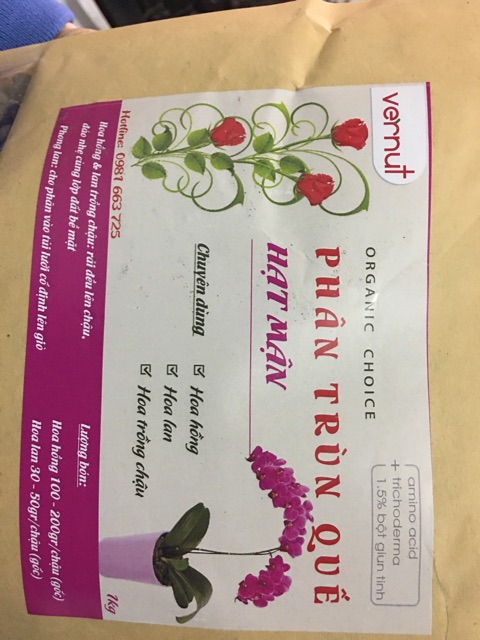 vernut
ORGANIC CHOICE
amino acid
+ trichoderma
1.5% bột giun tinh
PHÂN TRÙN QUẾ
HẠT MẬN
Chuyên dùng
☑ Hoa hồng
☑ Hoa lan
☑ Hoa trồng chậu
Hotline: 0981 663 725
1kg
Hoa hồng & lan trồng chậu: rải đều lên chậu,
đảo nhẹ cùng lớp đất bề mặt
Phong lan: cho phân vào túi lưới cố định lên giò
Lượng bón:
Hoa hồng 100 - 200gr/chậu (gốc)
Hoa lan 30 - 50gr/chậu (gốc)